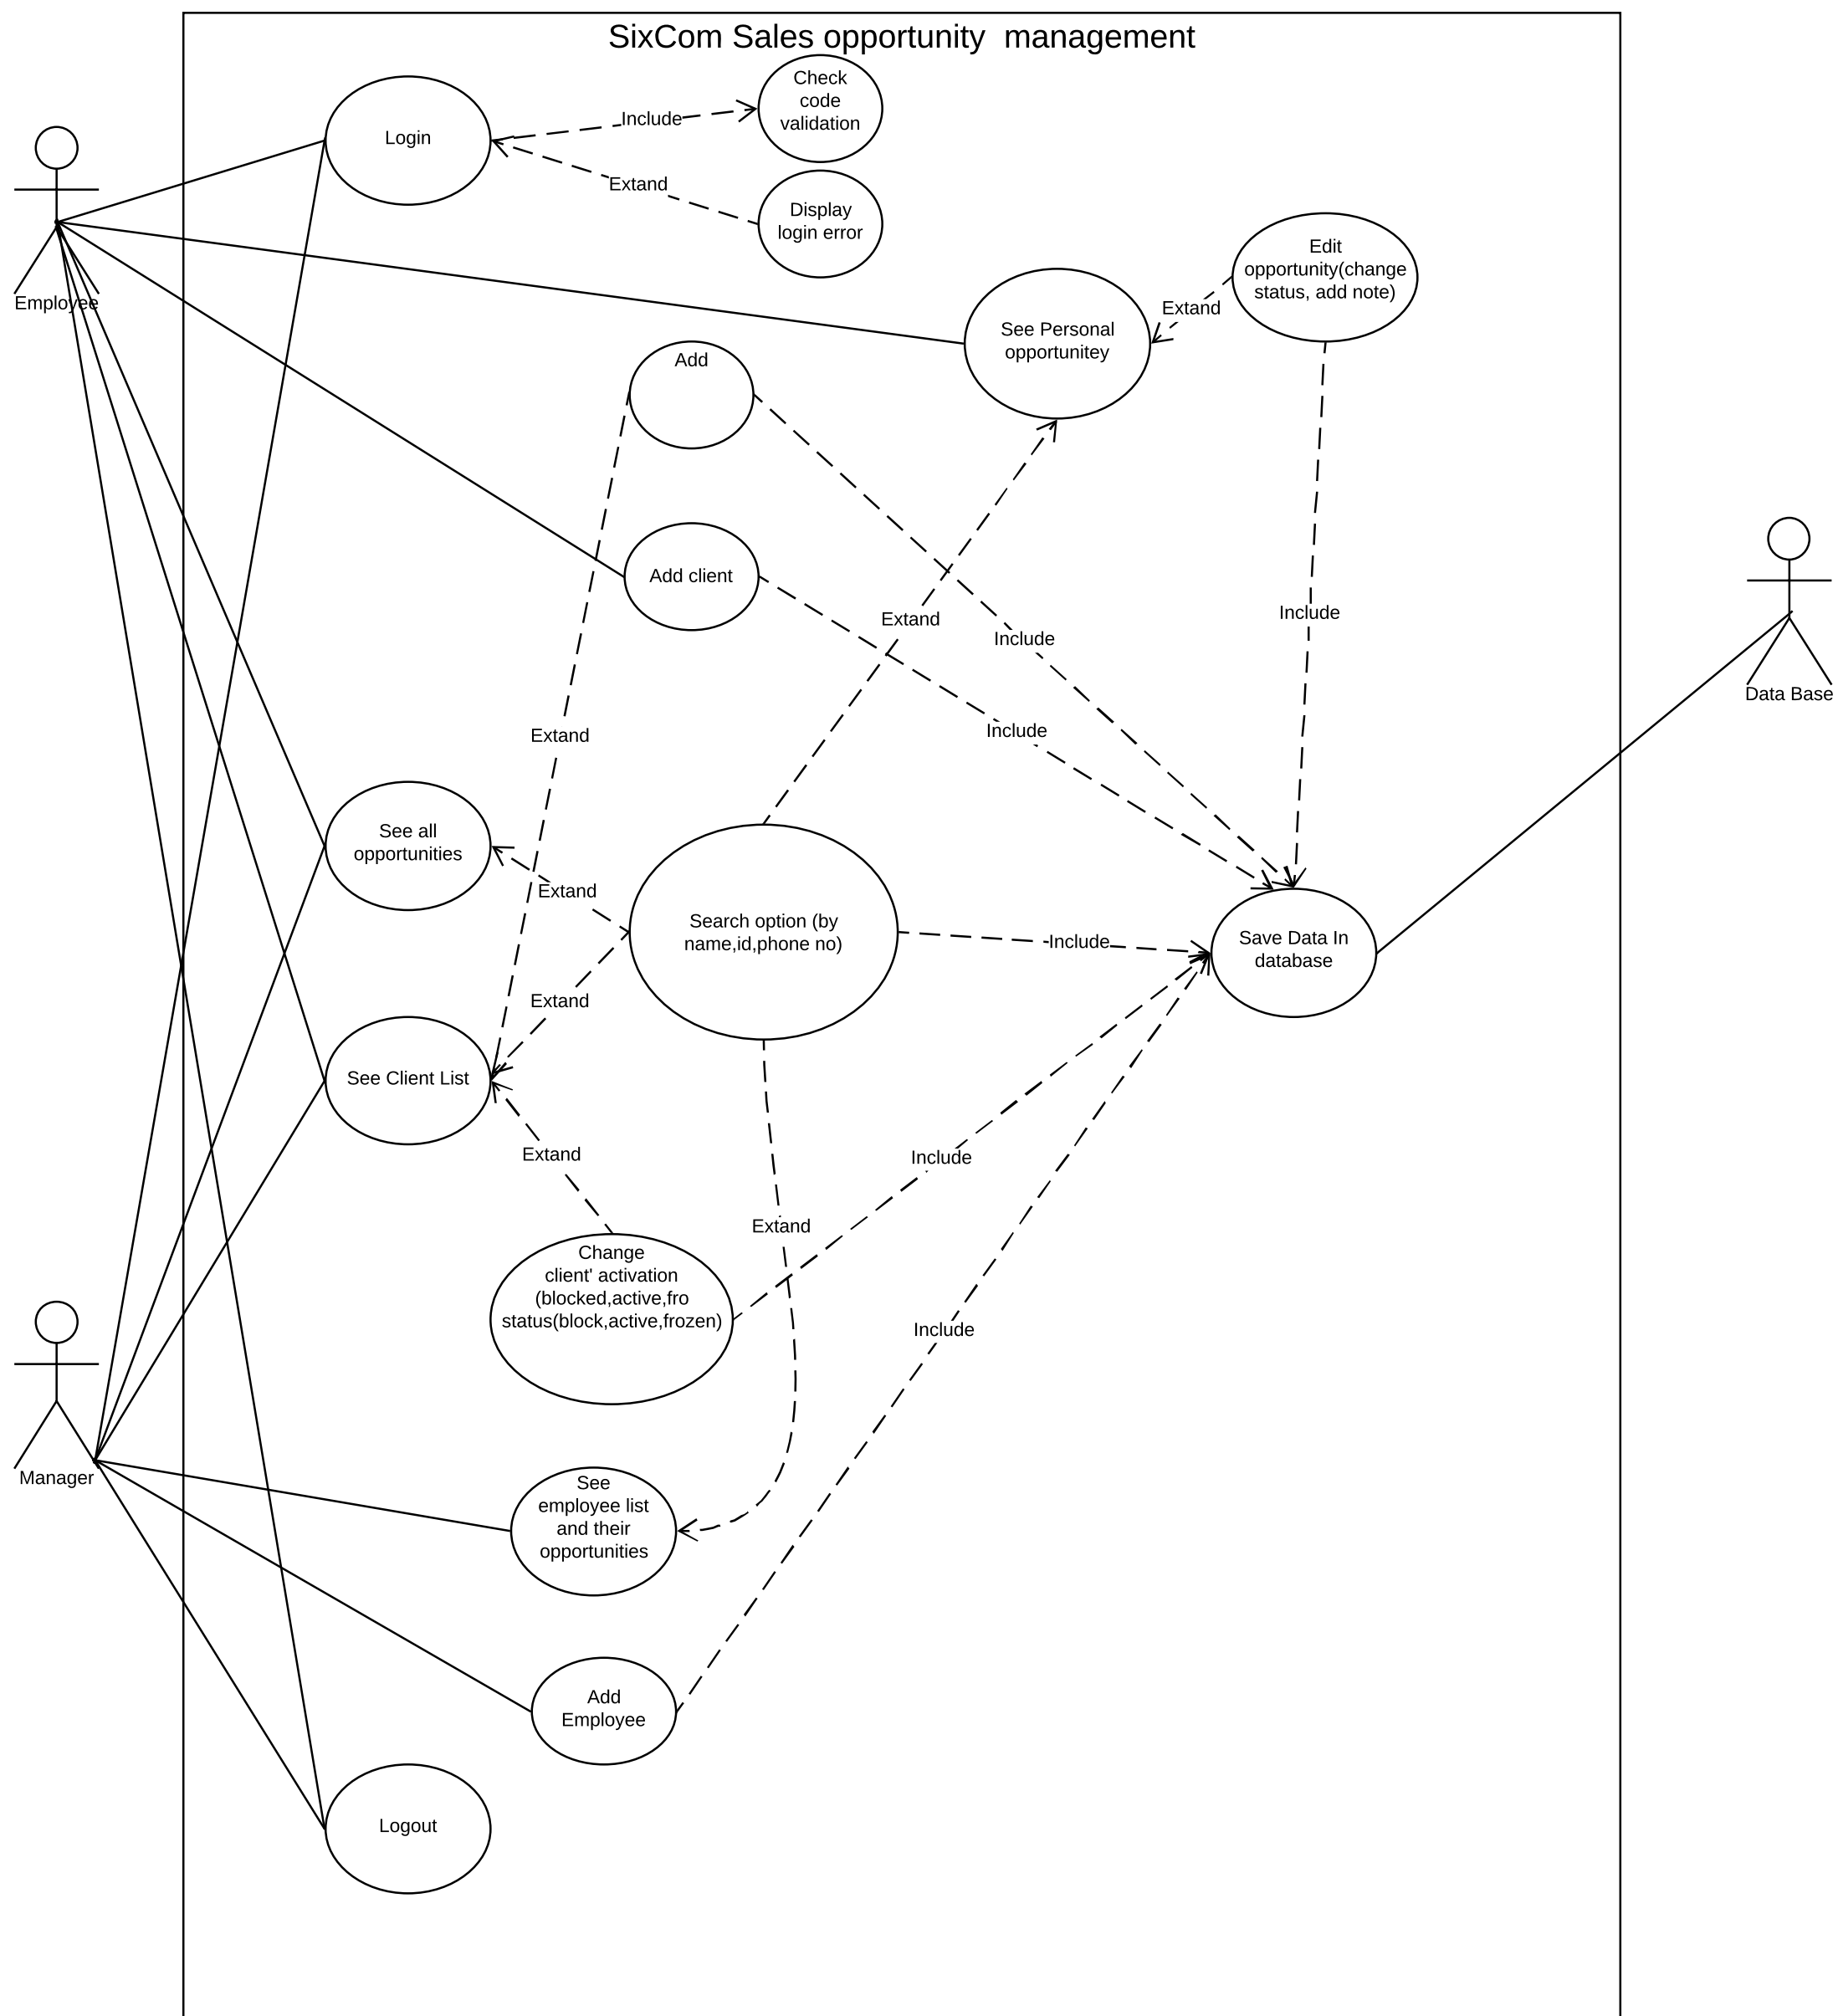 SixCom Sales opportunity  management
Check
code
validation
Login
Include
Extand
Display
login error
Employee
Edit
opportunity(change
status, add note)
Extand
See Personal
opportunitey
Add
Add client
Extand
Include
Include
Data Base
Include
Extand
See all
opportunities
Extand
Search option (by
name,id,phone no)
Include
Save Data In
database
Extand
See Client List
Extand
Include
Extand
Change
client' activation
(blocked,active,fro
status(block,active,frozen)
Include
Manager
See
employee list
and their
opportunities
Add
Employee
Logout